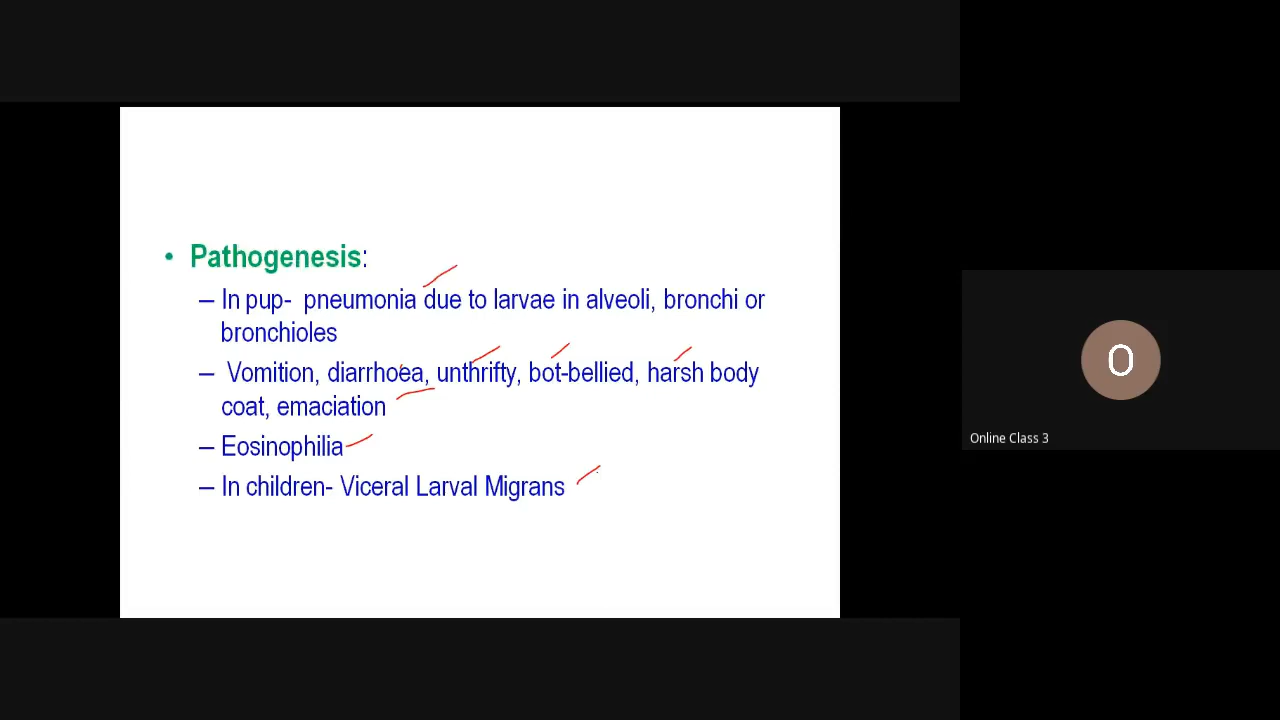 • Pathogenesis:
– In pup- pneumonia due to larvae in alveoli, bronchi or
bronchioles
– Vomition, diarrhoea, unthrifty, bot-bellied, harsh body
coat, emaciation
– Eosinophilia
– In children- Viceral Larval Migrans
O
Online Class 3